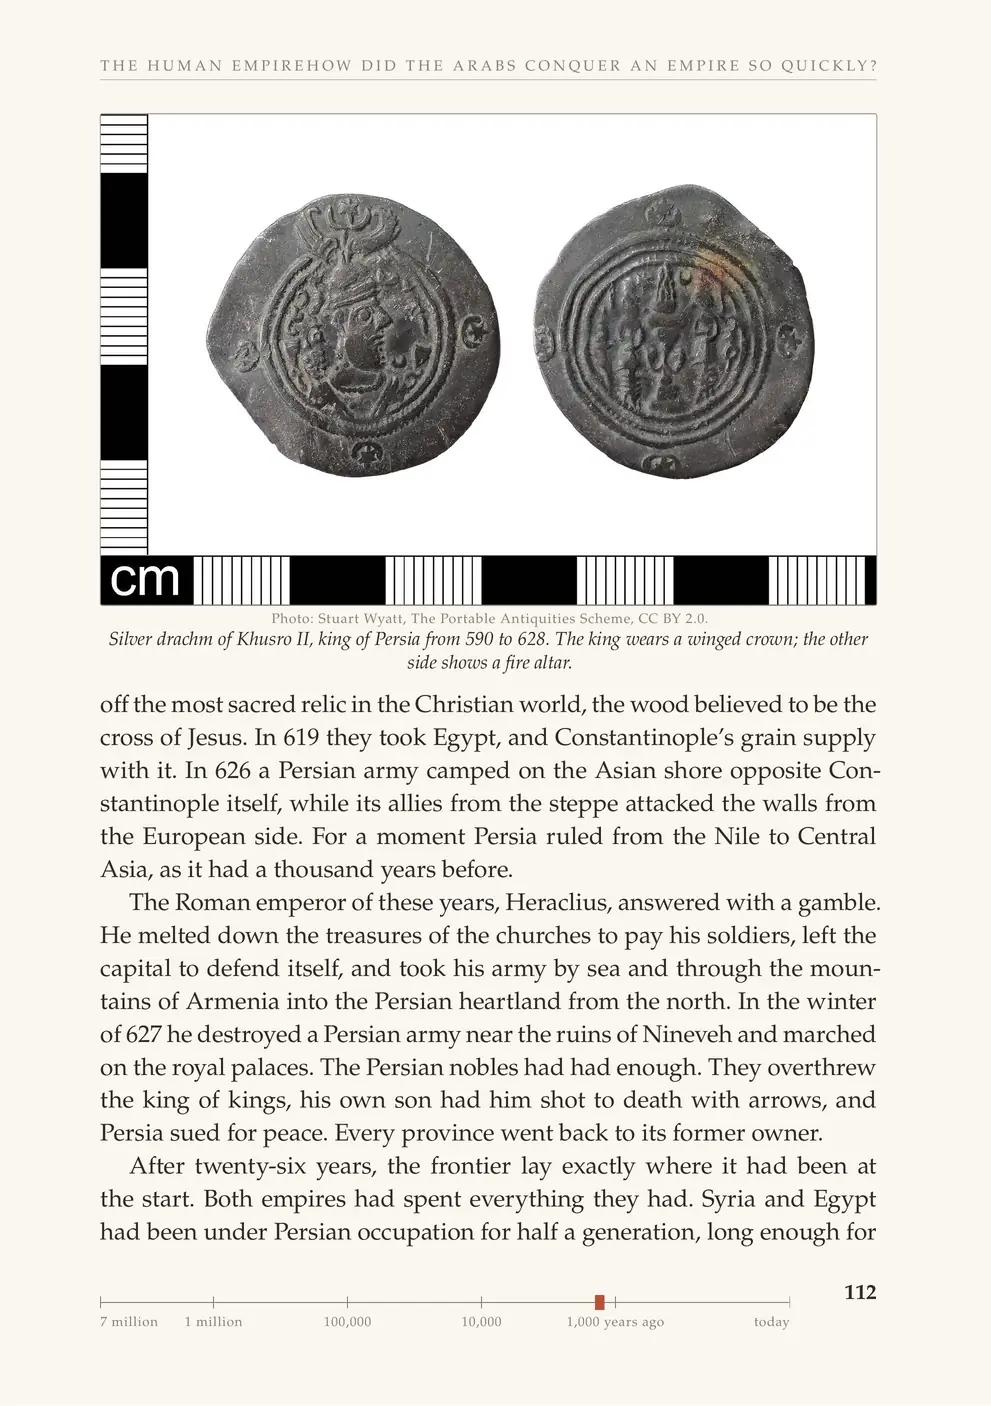 THE HUMAN EMPIREHOW DID THE ARABS CONQUER AN EMPIRE SO QUICKLY?
cm
Photo: Stuart Wyatt, The Portable Antiquities Scheme, CC BY 2.0.
Silver drachm of Khusro II, king of Persia from 590 to 628. The king wears a winged crown; the other
side shows a fire altar.
off the most sacred relic in the Christian world, the wood believed to be the
cross of Jesus. In 619 they took Egypt, and Constantinople’s grain supply
with it. In 626 a Persian army camped on the Asian shore opposite Con-
stantinople itself, while its allies from the steppe attacked the walls from
the European side. For a moment Persia ruled from the Nile to Central
Asia, as it had a thousand years before.
The Roman emperor of these years, Heraclius, answered with a gamble.
He melted down the treasures of the churches to pay his soldiers, left the
capital to defend itself, and took his army by sea and through the moun-
tains of Armenia into the Persian heartland from the north. In the winter
of 627 he destroyed a Persian army near the ruins of Nineveh and marched
on the royal palaces. The Persian nobles had had enough. They overthrew
the king of kings, his own son had him shot to death with arrows, and
Persia sued for peace. Every province went back to its former owner.
After twenty-six years, the frontier lay exactly where it had been at
the start. Both empires had spent everything they had. Syria and Egypt
had been under Persian occupation for half a generation, long enough for
112
7 million 1 million 100,000 10,000 1,000 years ago today